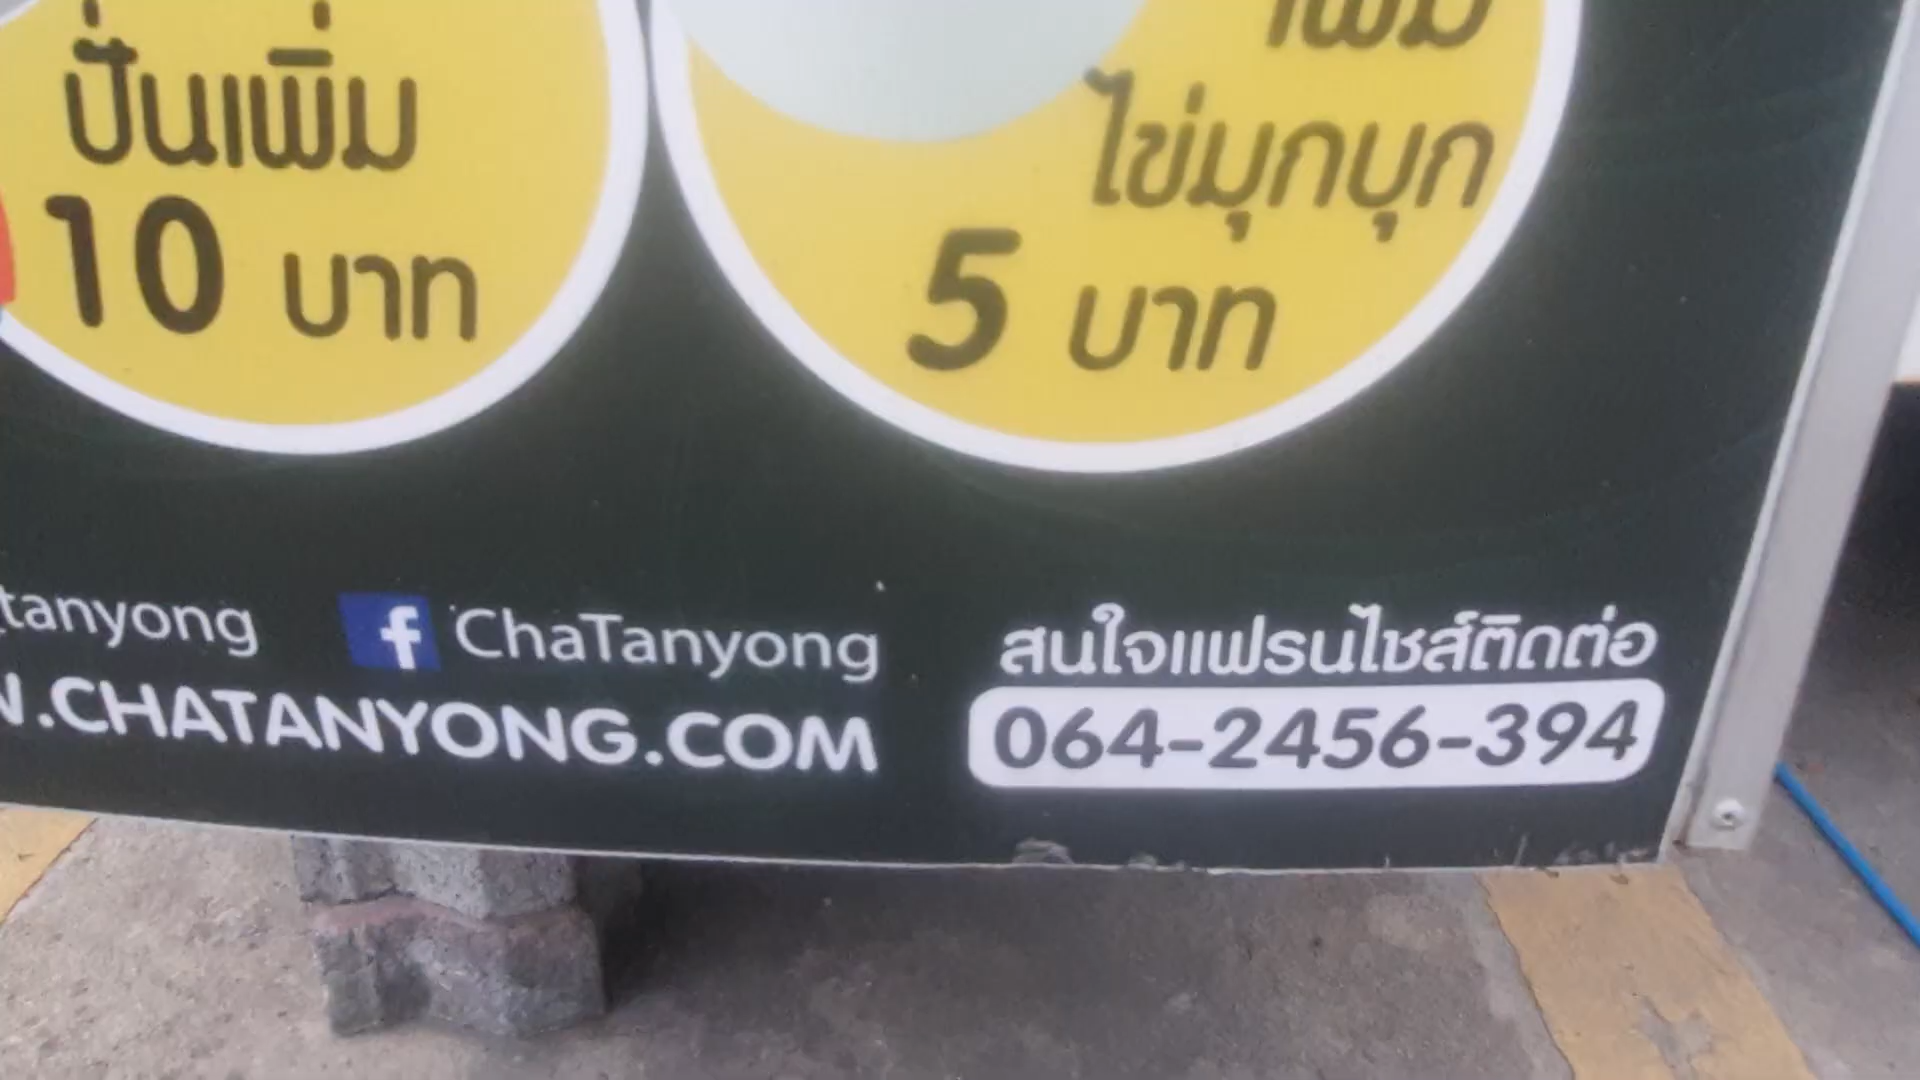 ปั่นเพิ่ม
10 บาท
เพิ่ม
ไข่มุกบุก
5 บาท
tanyong
ChaTanyong
.CHATANYONG.COM
สนใจแฟรนไชส์ติดต่อ
064-2456-394